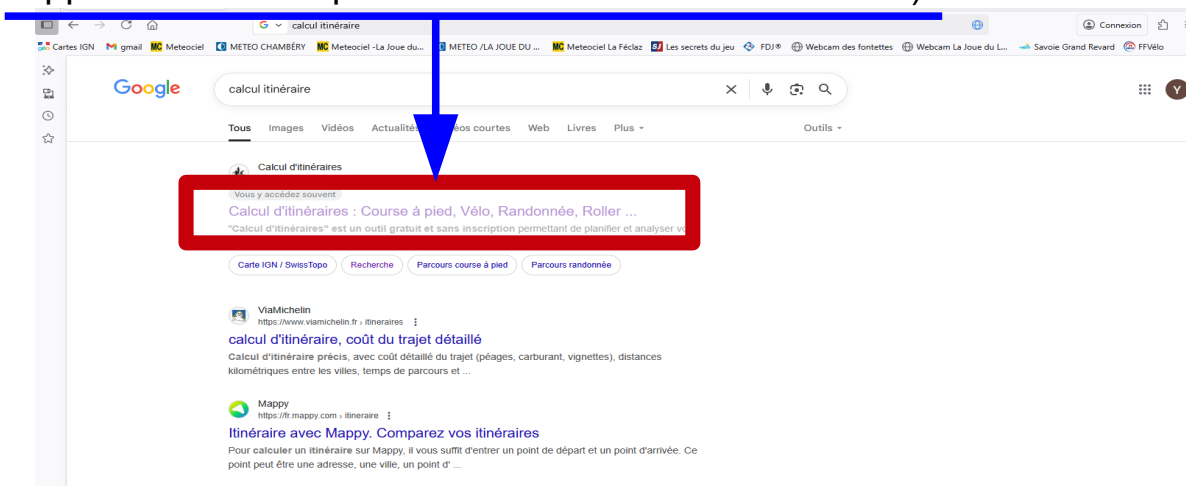 calcul itinéraire
Connexion
Cartes IGN M gmail MC Meteociel METEO CHAMBÉRY MC Meteociel -La Joue du... METEO /LA JOUE DU ... MC Meteociel La Féclaz Les secrets du jeu FDJ® Webcam des fontettes Webcam La Joue du L... Savoie Grand Revard FFVélo
Google calcul itinéraire Y
Tous Images Vidéos Actualités courtes Web Livres Plus Outils
Calcul d'itinéraires
Vous y accédez souvent
Calcul d'itinéraires : Course à pied, Vélo, Randonnée, Roller ...
"Calcul d'itinéraires" est un outil gratuit et sans inscription permettant de planifier et analyser
Carte IGN / SwissTopo Recherche Parcours course à pied Parcours randonnée
ViaMichelin
https://www.viamichelin.fr › itineraires
calcul d'itinéraire, coût du trajet détaillé
Calcul d'itinéraire précis, avec coût détaillé du trajet (péages, carburant, vignettes), distances
kilométriques entre les villes, temps de parcours et ...
Mappy
https://fr.mappy.com › itineraire
Itinéraire avec Mappy. Comparez vos itinéraires
Pour calculer un itinéraire sur Mappy, il vous suffit d'entrer un point de départ et un point d'arrivée. Ce
point peut être une adresse, une ville, un point d' ...